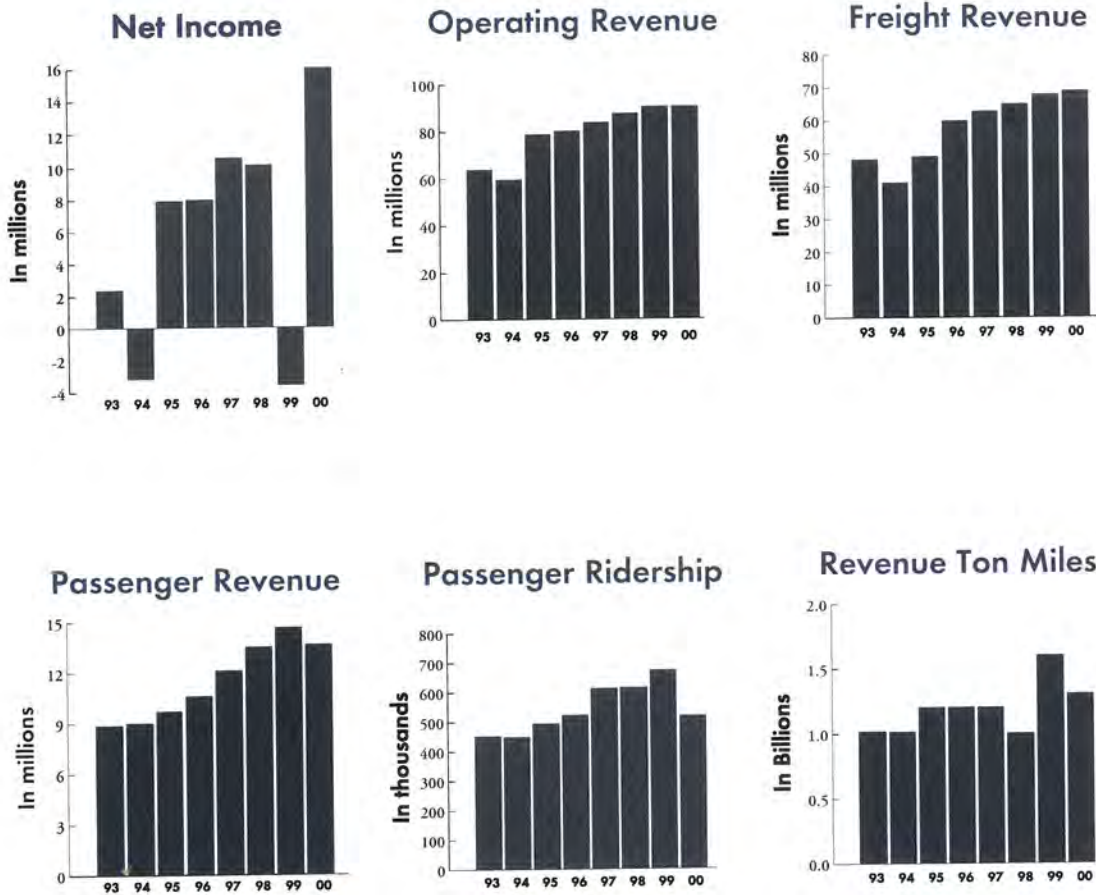 Net Income
In millions
16
14
12
10
8
6
4
2
0
-2
-4
93 94 95 96 97 98 99 00
Operating Revenue
In millions
100
80
60
40
20
0
93 94 95 96 97 98 99 00
Freight Revenue
In millions
80
70
60
50
40
30
20
10
0
93 94 95 96 97 98 99 00
Passenger Revenue
In millions
15
12
9
6
3
0
93 94 95 96 97 98 99 00
Passenger Ridership
In thousands
800
700
600
500
400
300
200
100
0
93 94 95 96 97 98 99 00
Revenue Ton Miles
In Billions
2.0
1.5
1.0
0.5
0.0
93 94 95 96 97 98 99 00